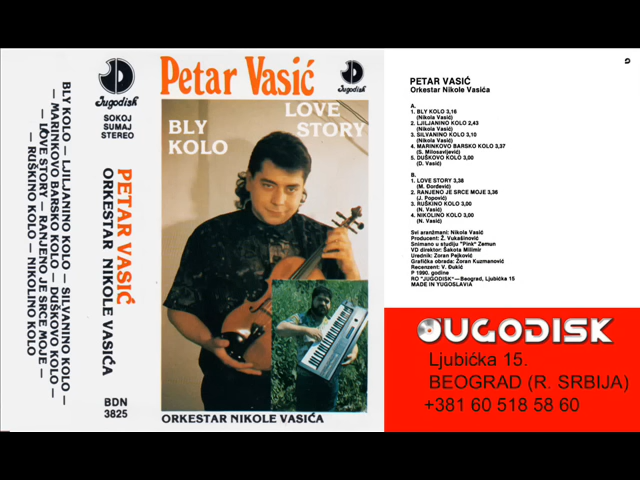 Jugodisk
SOKOJ
SUMAJ
STEREO
BLY KOLO — LJILJANINO KOLO — SILVANINO KOLO —
— MARINKOVO BARSKO KOLO — DUŠKOVO KOLO —
— LOVE STORY — RANJENO JE SRCE MOJE —
— RUŠKINO KOLO — NIKOLINO KOLO
PETAR VASIĆ
ORKESTAR NIKOLE VASIĆA
BDN
3825
Petar Vasić
Jugodisk
BLY
KOLO
LOVE
STORY
ORKESTAR NIKOLE VASIĆA
PETAR VASIĆ
Orkestar Nikole Vasića
A.
1. BLY KOLO 3,16
(Nikola Vasić)
2. LJILJANINO KOLO 2,43
(Nikola Vasić)
3. SILVANINO KOLO 3,10
(Nikola Vasić)
4. MARINKOVO BARSKO KOLO 3,37
(S. Milosavljević)
5. DUŠKOVO KOLO 3,00
(D. Vasić)
B.
1. LOVE STORY 3,38
(M. Đorđević)
2. RANJENO JE SRCE MOJE 3,36
(J. Popović)
3. RUŠKINO KOLO 3,00
(N. Vasić)
4. NIKOLINO KOLO 3,00
(N. Vasić)
Svi aranžmani: Nikola Vasić
Producent: Ž. Vukašinović
Snimano u studiju "Pink" Zemun
VD direktor: Šakota Milimir
Urednik: Zoran Pejković
Grafička obrada: Zoran Kuzmanović
Recenzent: V. Đukić
P 1990. godine
RO "JUGODISK"—Beograd, Ljubićka 15
MADE IN YUGOSLAVIA
JUGODISK
Ljubićka 15.
BEOGRAD (R. SRBIJA)
+381 60 518 58 60